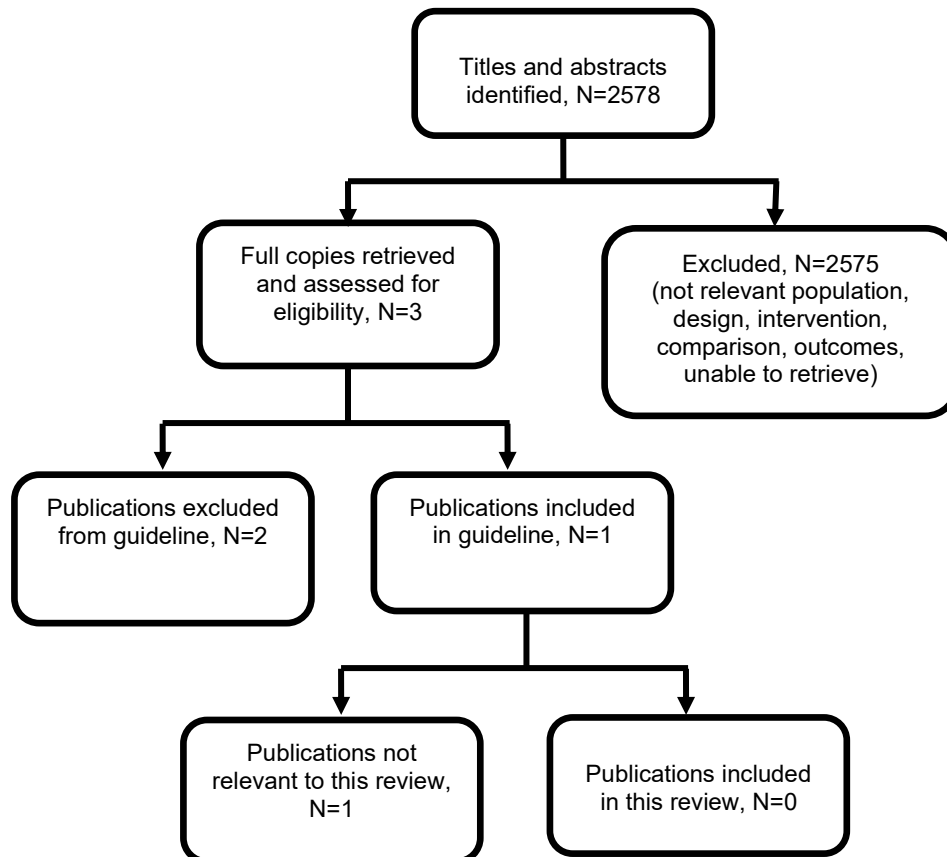 Titles and abstracts
identified, N=2578
Full copies retrieved
and assessed for
eligibility, N=3
Excluded, N=2575
(not relevant population,
design, intervention,
comparison, outcomes,
unable to retrieve)
Publications excluded
from guideline, N=2
Publications included
in guideline, N=1
Publications not
relevant to this review,
N=1
Publications included
in this review, N=0